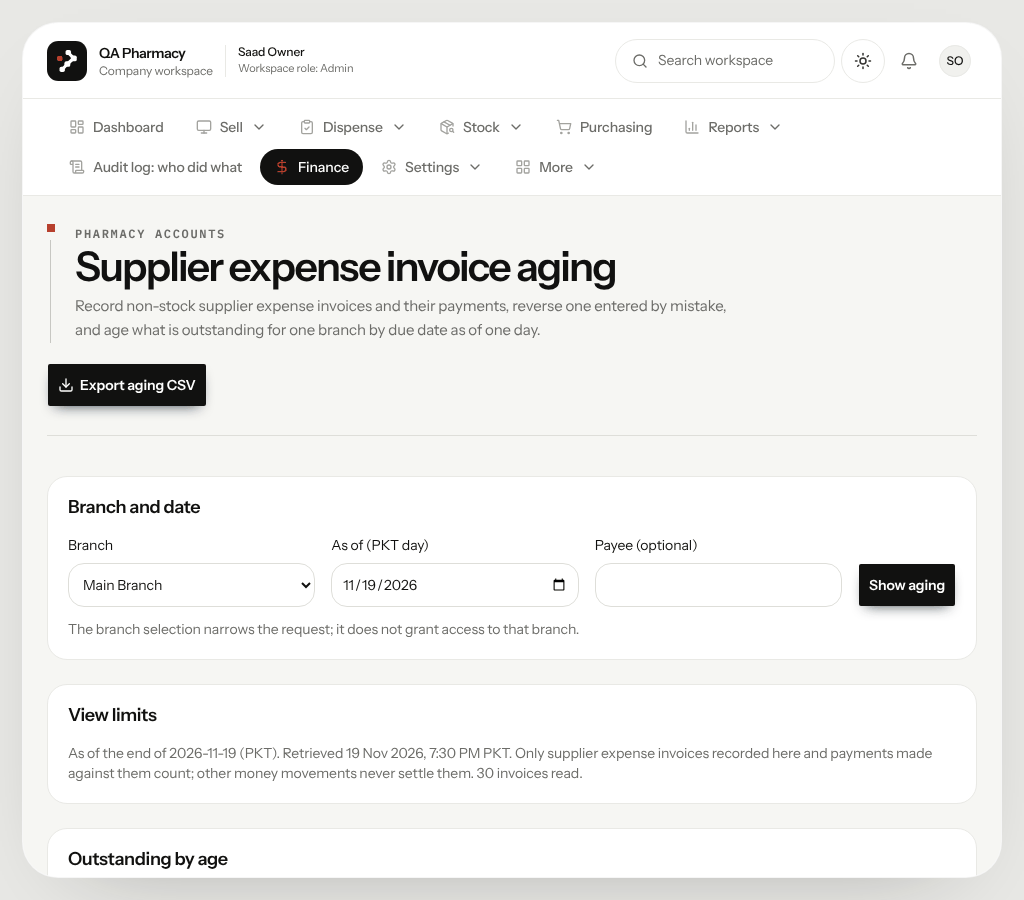 QA Pharmacy
Company workspace
Saad Owner
Workspace role: Admin
Search workspace
SO
Dashboard
Sell
Dispense
Stock
Purchasing
Reports
Audit log: who did what
Finance
Settings
More
PHARMACY ACCOUNTS
Supplier expense invoice aging
Record non-stock supplier expense invoices and their payments, reverse one entered by mistake,
and age what is outstanding for one branch by due date as of one day.
Export aging CSV
Branch and date
Branch
As of (PKT day)
Payee (optional)
Main Branch
11/19/2026
Show aging
The branch selection narrows the request; it does not grant access to that branch.
View limits
As of the end of 2026-11-19 (PKT). Retrieved 19 Nov 2026, 7:30 PM PKT. Only supplier expense invoices recorded here and payments made
against them count; other money movements never settle them. 30 invoices read.
Outstanding by age